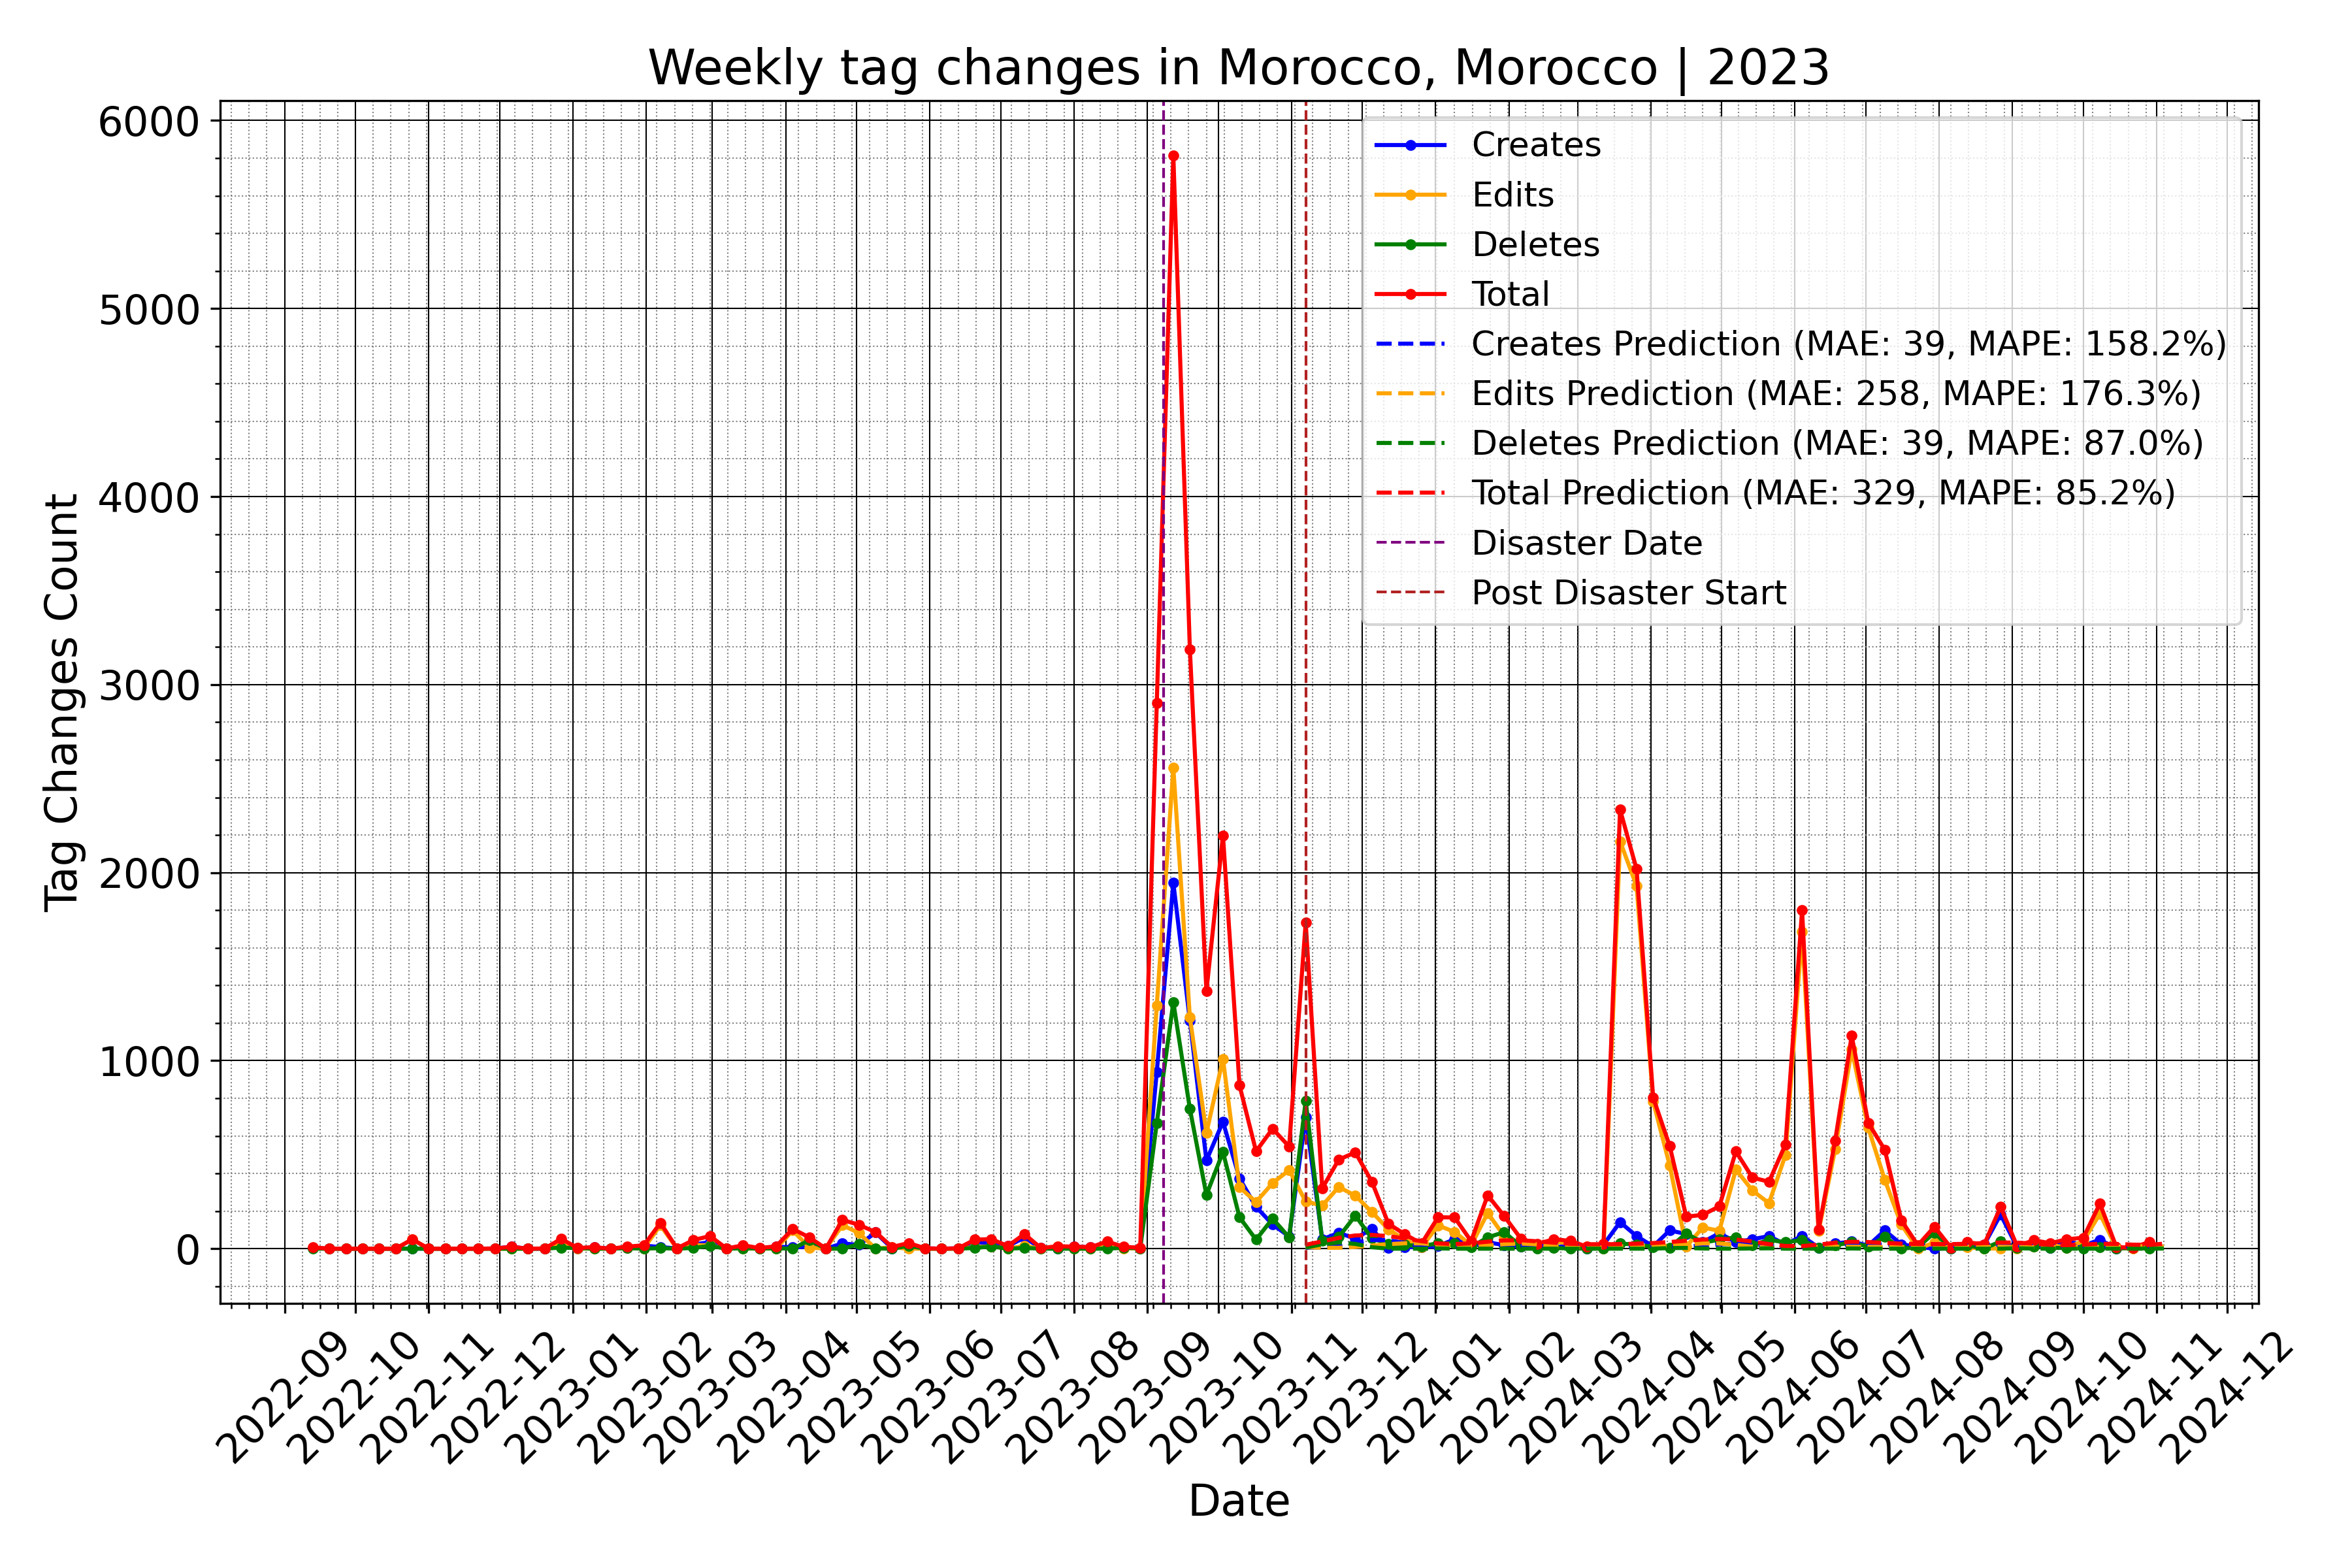 Weekly tag changes in Morocco, Morocco | 2023
Tag Changes Count
6000
5000
4000
3000
2000
1000
0
Creates
Edits
Deletes
Total
Creates Prediction (MAE: 39, MAPE: 158.2%)
Edits Prediction (MAE: 258, MAPE: 176.3%)
Deletes Prediction (MAE: 39, MAPE: 87.0%)
Total Prediction (MAE: 329, MAPE: 85.2%)
Disaster Date
Post Disaster Start
2022-09
2022-10
2022-11
2022-12
2023-01
2023-02
2023-03
2023-04
2023-05
2023-06
2023-07
2023-08
2023-09
2023-10
2023-11
2023-12
2024-01
2024-02
2024-03
2024-04
2024-05
2024-06
2024-07
2024-08
2024-09
2024-10
2024-11
2024-12
Date